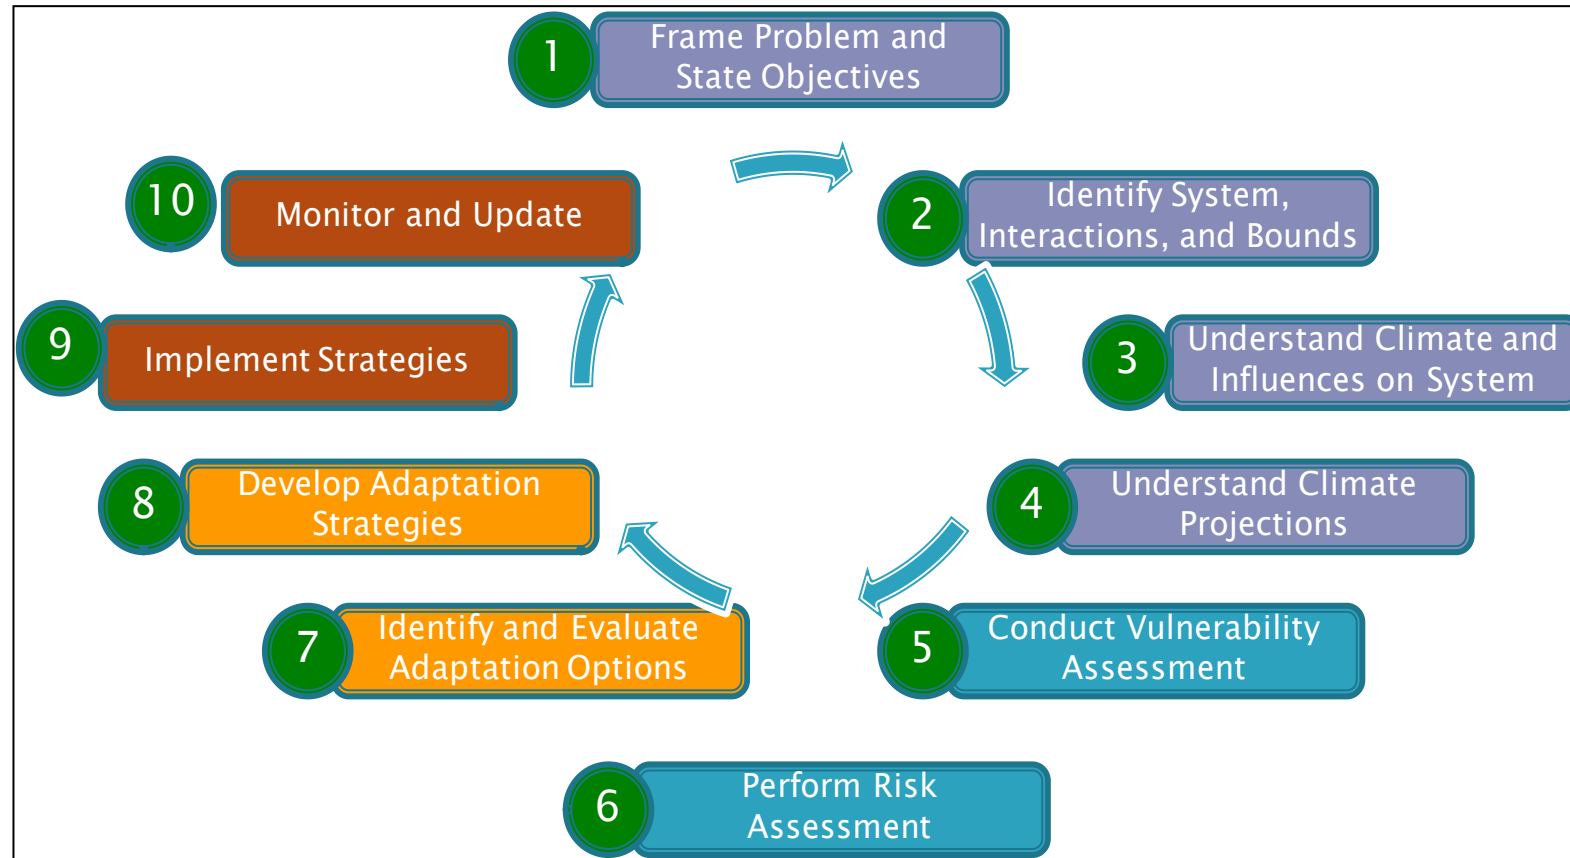 1
Frame Problem and
State Objectives
2
Identify System,
Interactions, and Bounds
3
Understand Climate and
Influences on System
4
Understand Climate
Projections
5
Conduct Vulnerability
Assessment
6
Perform Risk
Assessment
7
Identify and Evaluate
Adaptation Options
8
Develop Adaptation
Strategies
9
Implement Strategies
10
Monitor and Update